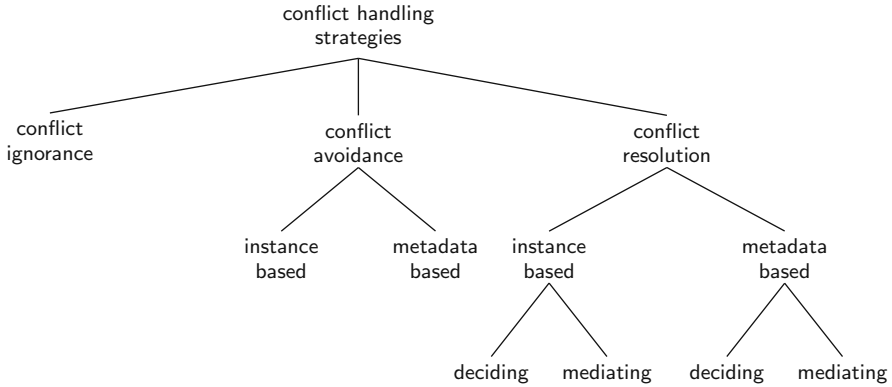 conflict handling
strategies
conflict
ignorance
conflict
avoidance
conflict
resolution
instance
based
metadata
based
instance
based
metadata
based
deciding
mediating
deciding
mediating